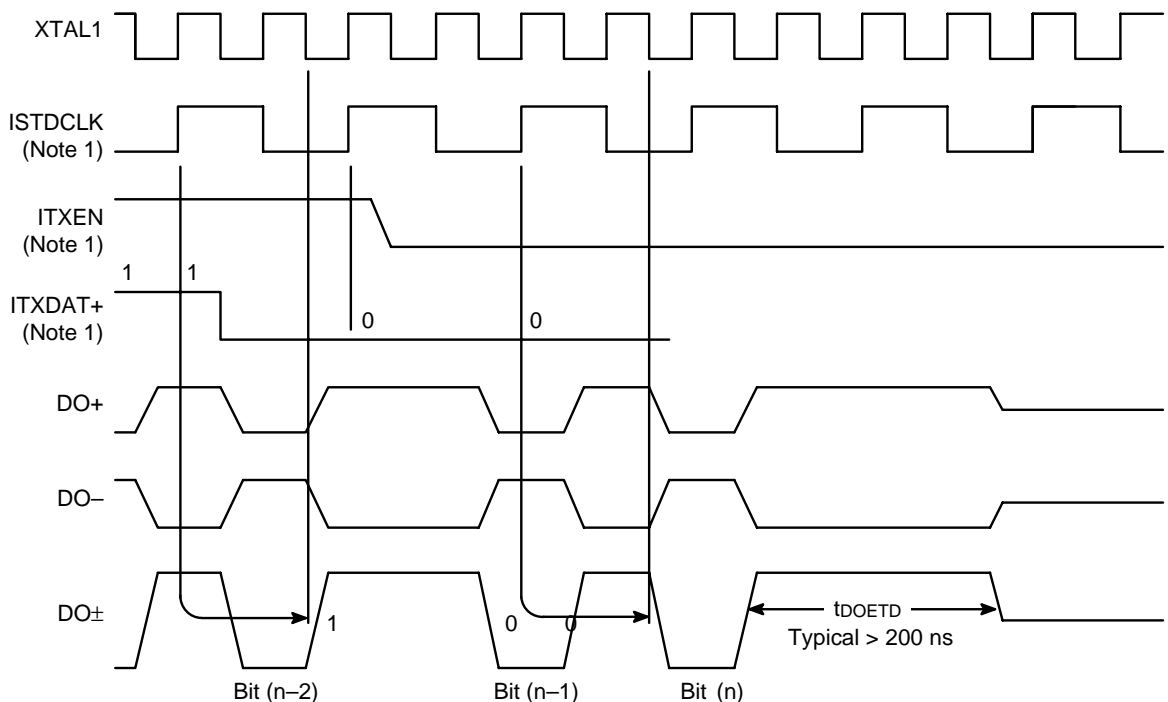 XTAL1
ISTDCLK
(Note 1)
ITXEN
(Note 1)
1 1
ITXDAT+
(Note 1)
0 0
DO+
DO–
DO±
1 0 0
tDOETD
Typical > 200 ns
Bit (n–2) Bit (n–1) Bit (n)